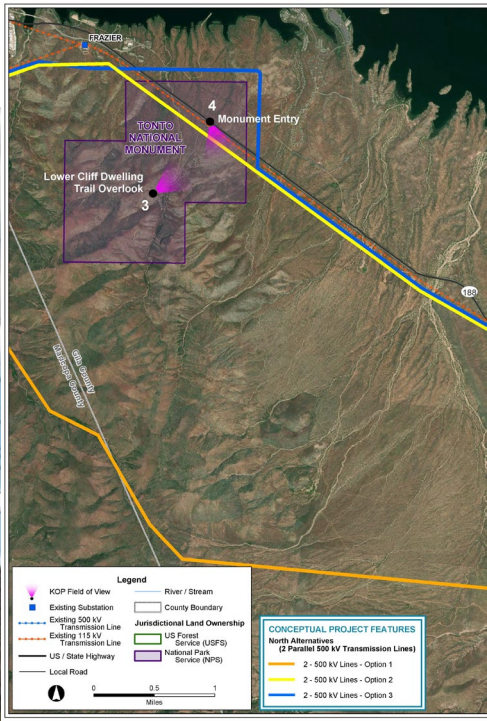 FRAZIER
4
Monument Entry
TONTO
NATIONAL
MONUMENT
Lower Cliff Dwelling
Trail Overlook
3
188
Gila County
Maricopa County
Legend
KOP Field of View
Existing Substation
Existing 500 kV
Transmission Line
Existing 115 kV
Transmission Line
US / State Highway
Local Road
River / Stream
County Boundary
Jurisdictional Land Ownership
US Forest
Service (USFS)
National Park
Service (NPS)
0 0.5 1
Miles
CONCEPTUAL PROJECT FEATURES
North Alternatives
(2 Parallel 500 kV Transmission Lines)
2 - 500 kV Lines - Option 1
2 - 500 kV Lines - Option 2
2 - 500 kV Lines - Option 3